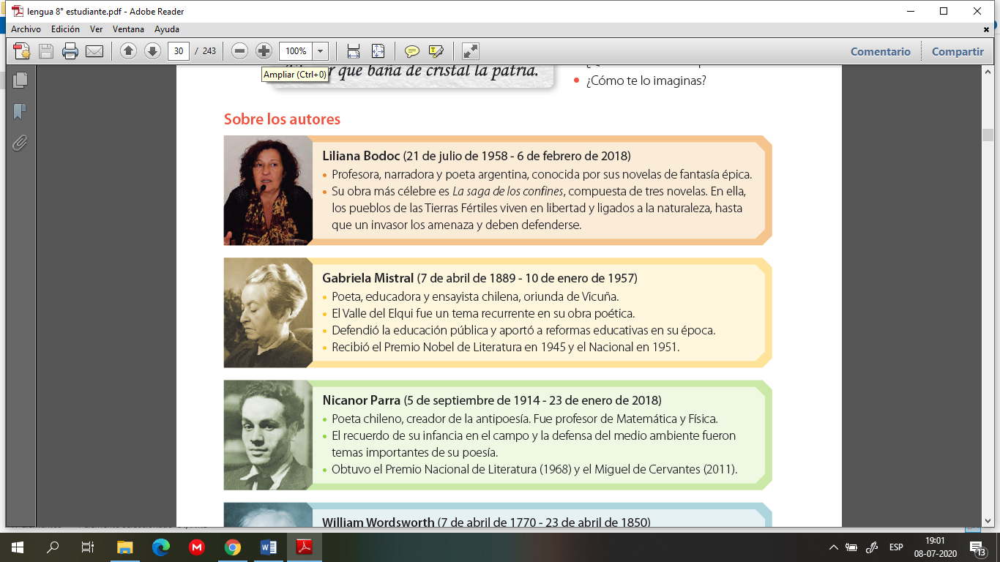 lengua 8° estudiante.pdf - Adobe Reader
Archivo Edición Ver Ventana Ayuda
30 / 243 100% Comentario Compartir
Ampliar (Ctrl+0)
que baña de cristal la patria.
¿Cómo te lo imaginas?
Sobre los autores
Liliana Bodoc (21 de julio de 1958 - 6 de febrero de 2018)
• Profesora, narradora y poeta argentina, conocida por sus novelas de fantasía épica.
• Su obra más célebre es La saga de los confines, compuesta de tres novelas. En ella,
los pueblos de las Tierras Fértiles viven en libertad y ligados a la naturaleza, hasta
que un invasor los amenaza y deben defenderse.
Gabriela Mistral (7 de abril de 1889 - 10 de enero de 1957)
• Poeta, educadora y ensayista chilena, oriunda de Vicuña.
• El Valle del Elqui fue un tema recurrente en su obra poética.
• Defendió la educación pública y aportó a reformas educativas en su época.
• Recibió el Premio Nobel de Literatura en 1945 y el Nacional en 1951.
Nicanor Parra (5 de septiembre de 1914 - 23 de enero de 2018)
• Poeta chileno, creador de la antipoesía. Fue profesor de Matemática y Física.
• El recuerdo de su infancia en el campo y la defensa del medio ambiente fueron
temas importantes de su poesía.
• Obtuvo el Premio Nacional de Literatura (1968) y el Miguel de Cervantes (2011).
William Wordsworth (7 de abril de 1770 - 23 de abril de 1850)
ESP
19:01
08-07-2020
13